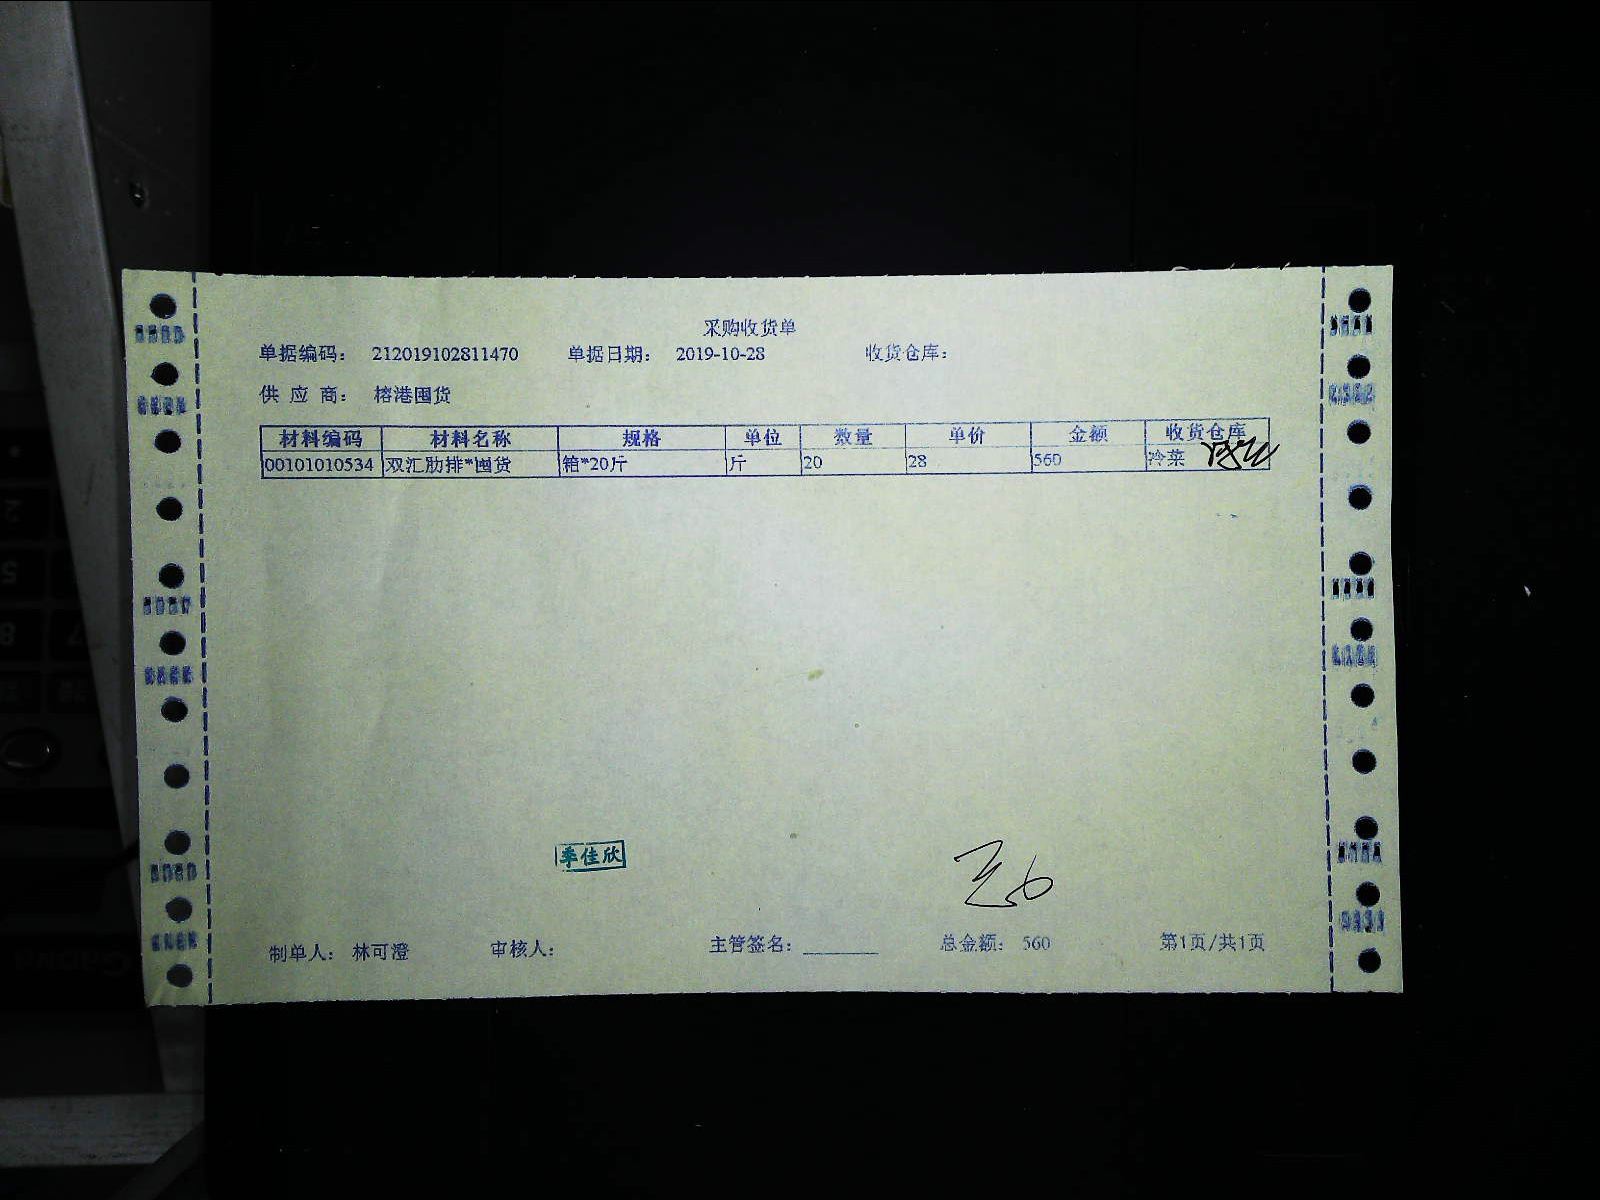 采购收货单
单据编码： 212019102811470 单据日期： 2019-10-28 收货仓库：
供 应 商： 榕港囤货
材料编码 材料名称 规格 单位 数量 单价 金额 收货仓库
00101010534 双汇肋排*囤货 箱*20斤 斤 20 28 560 冷菜
季佳欣
制单人： 林可澄 审核人： 主管签名：_______ 总金额： 560 第1页/共1页